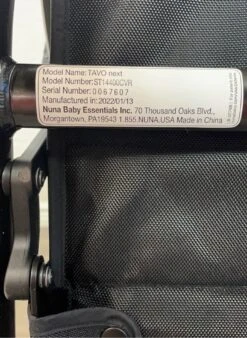 Model Name: TAVO next
Model Number:ST14400CVR
Serial Number: 0067607
Manufactured in: 2022/01/13
Nuna Baby Essentials Inc. 70 Thousand Oaks Blvd.,
Morgantown, PA19543 1.855.NUNA.USA Made in China